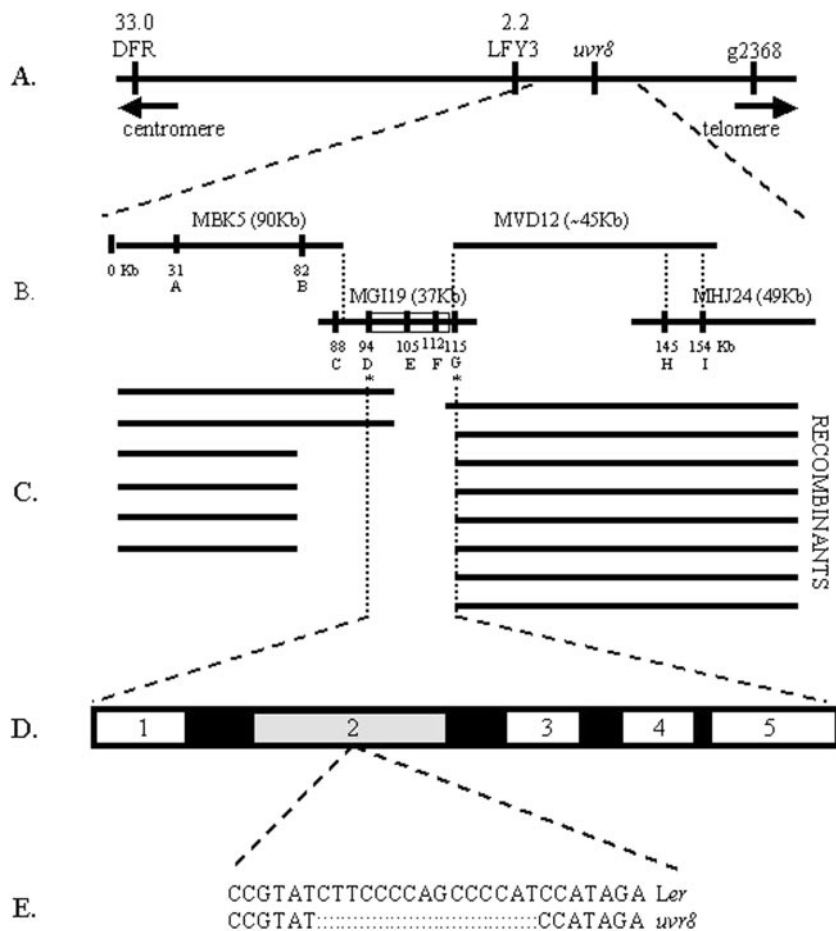 33.0 2.2
DFR LFY3 uvr8 g2368
A.
centromere telomere
MBK5 (90Kb) MVD12 (~45Kb)
0 Kb 31 82
A B
B.
MGI19 (37Kb) MHJ24 (49Kb)
88 94 105 112 115 145 154 Kb
C D E F G H I
* *
C.
RECOMBINANTS
D. 1 2 3 4 5
CCGTATCTTCCCCAGCCCCATCCATAGA Ler
E.
CCGTAT::::::::::::::::::::::::::::::::CCATAGA uvr8